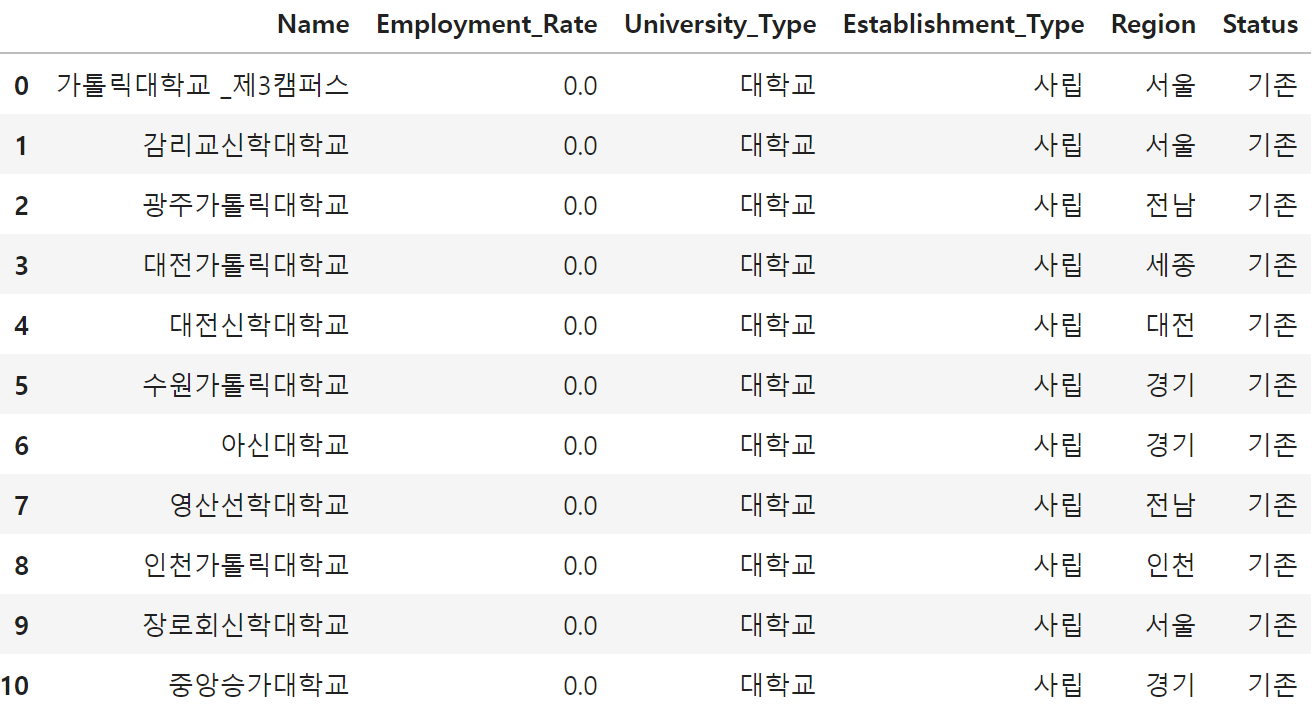 Name Employment_Rate University_Type Establishment_Type Region Status
0 가톨릭대학교 _제3캠퍼스 0.0 대학교 사립 서울 기존
1 감리교신학대학교 0.0 대학교 사립 서울 기존
2 광주가톨릭대학교 0.0 대학교 사립 전남 기존
3 대전가톨릭대학교 0.0 대학교 사립 세종 기존
4 대전신학대학교 0.0 대학교 사립 대전 기존
5 수원가톨릭대학교 0.0 대학교 사립 경기 기존
6 아신대학교 0.0 대학교 사립 경기 기존
7 영산선학대학교 0.0 대학교 사립 전남 기존
8 인천가톨릭대학교 0.0 대학교 사립 인천 기존
9 장로회신학대학교 0.0 대학교 사립 서울 기존
10 중앙승가대학교 0.0 대학교 사립 경기 기존